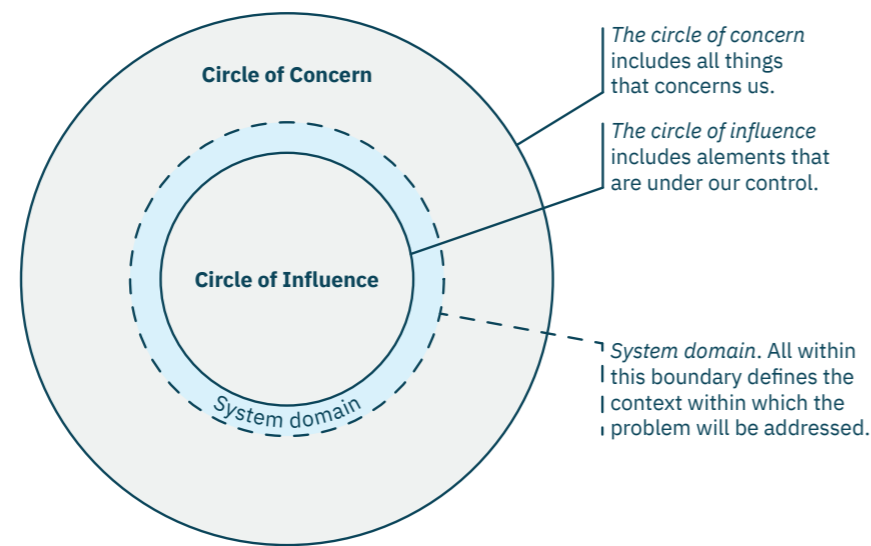 Circle of Concern
Circle of Influence
System domain
The circle of concern
includes all things
that concerns us.
The circle of influence
includes alements that
are under our control.
System domain. All within
this boundary defines the
context within which the
problem will be addressed.